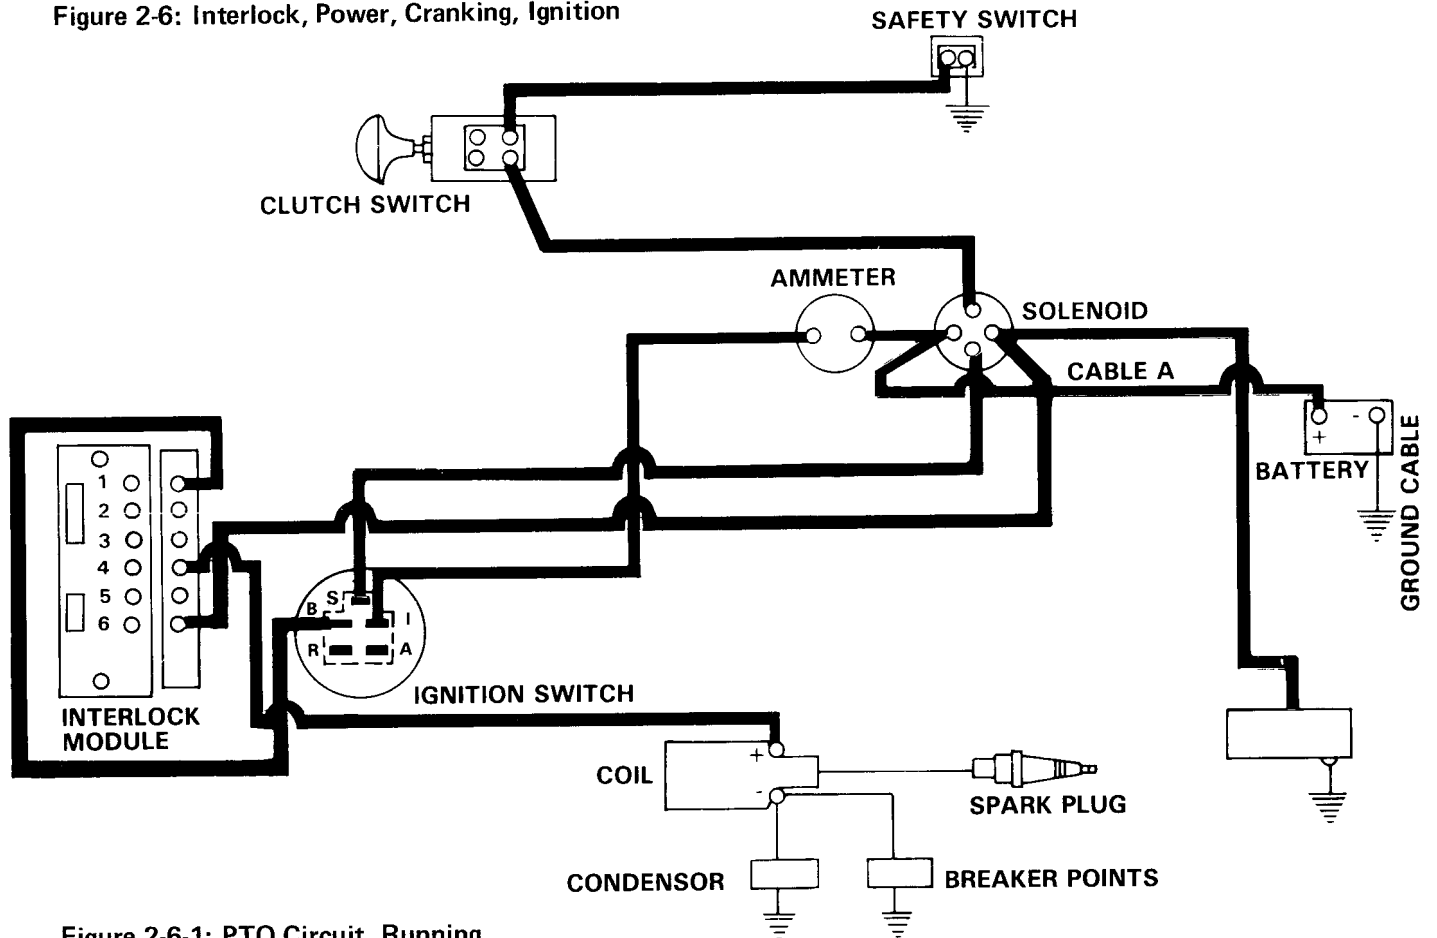 Figure 2-6: Interlock, Power, Cranking, Ignition
SAFETY SWITCH
CLUTCH SWITCH
AMMETER
SOLENOID
CABLE A
- 
+
BATTERY
GROUND CABLE
1
2
3
4
5
6
S
B
I
R
A
IGNITION SWITCH
INTERLOCK
MODULE
+
COIL
-
SPARK PLUG
CONDENSOR
BREAKER POINTS
Figure 2-6-1: PTO Circuit, Running